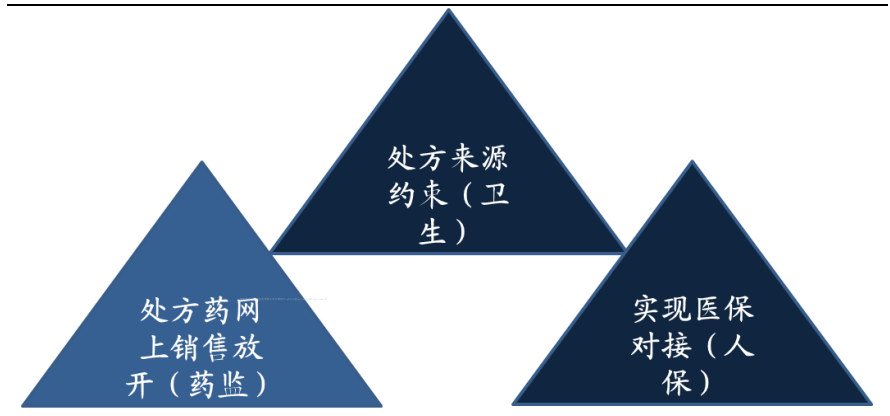 处方来源
约束（卫
生）
处方药网
上销售放
开（药监）
实现医保
对接（人
保）